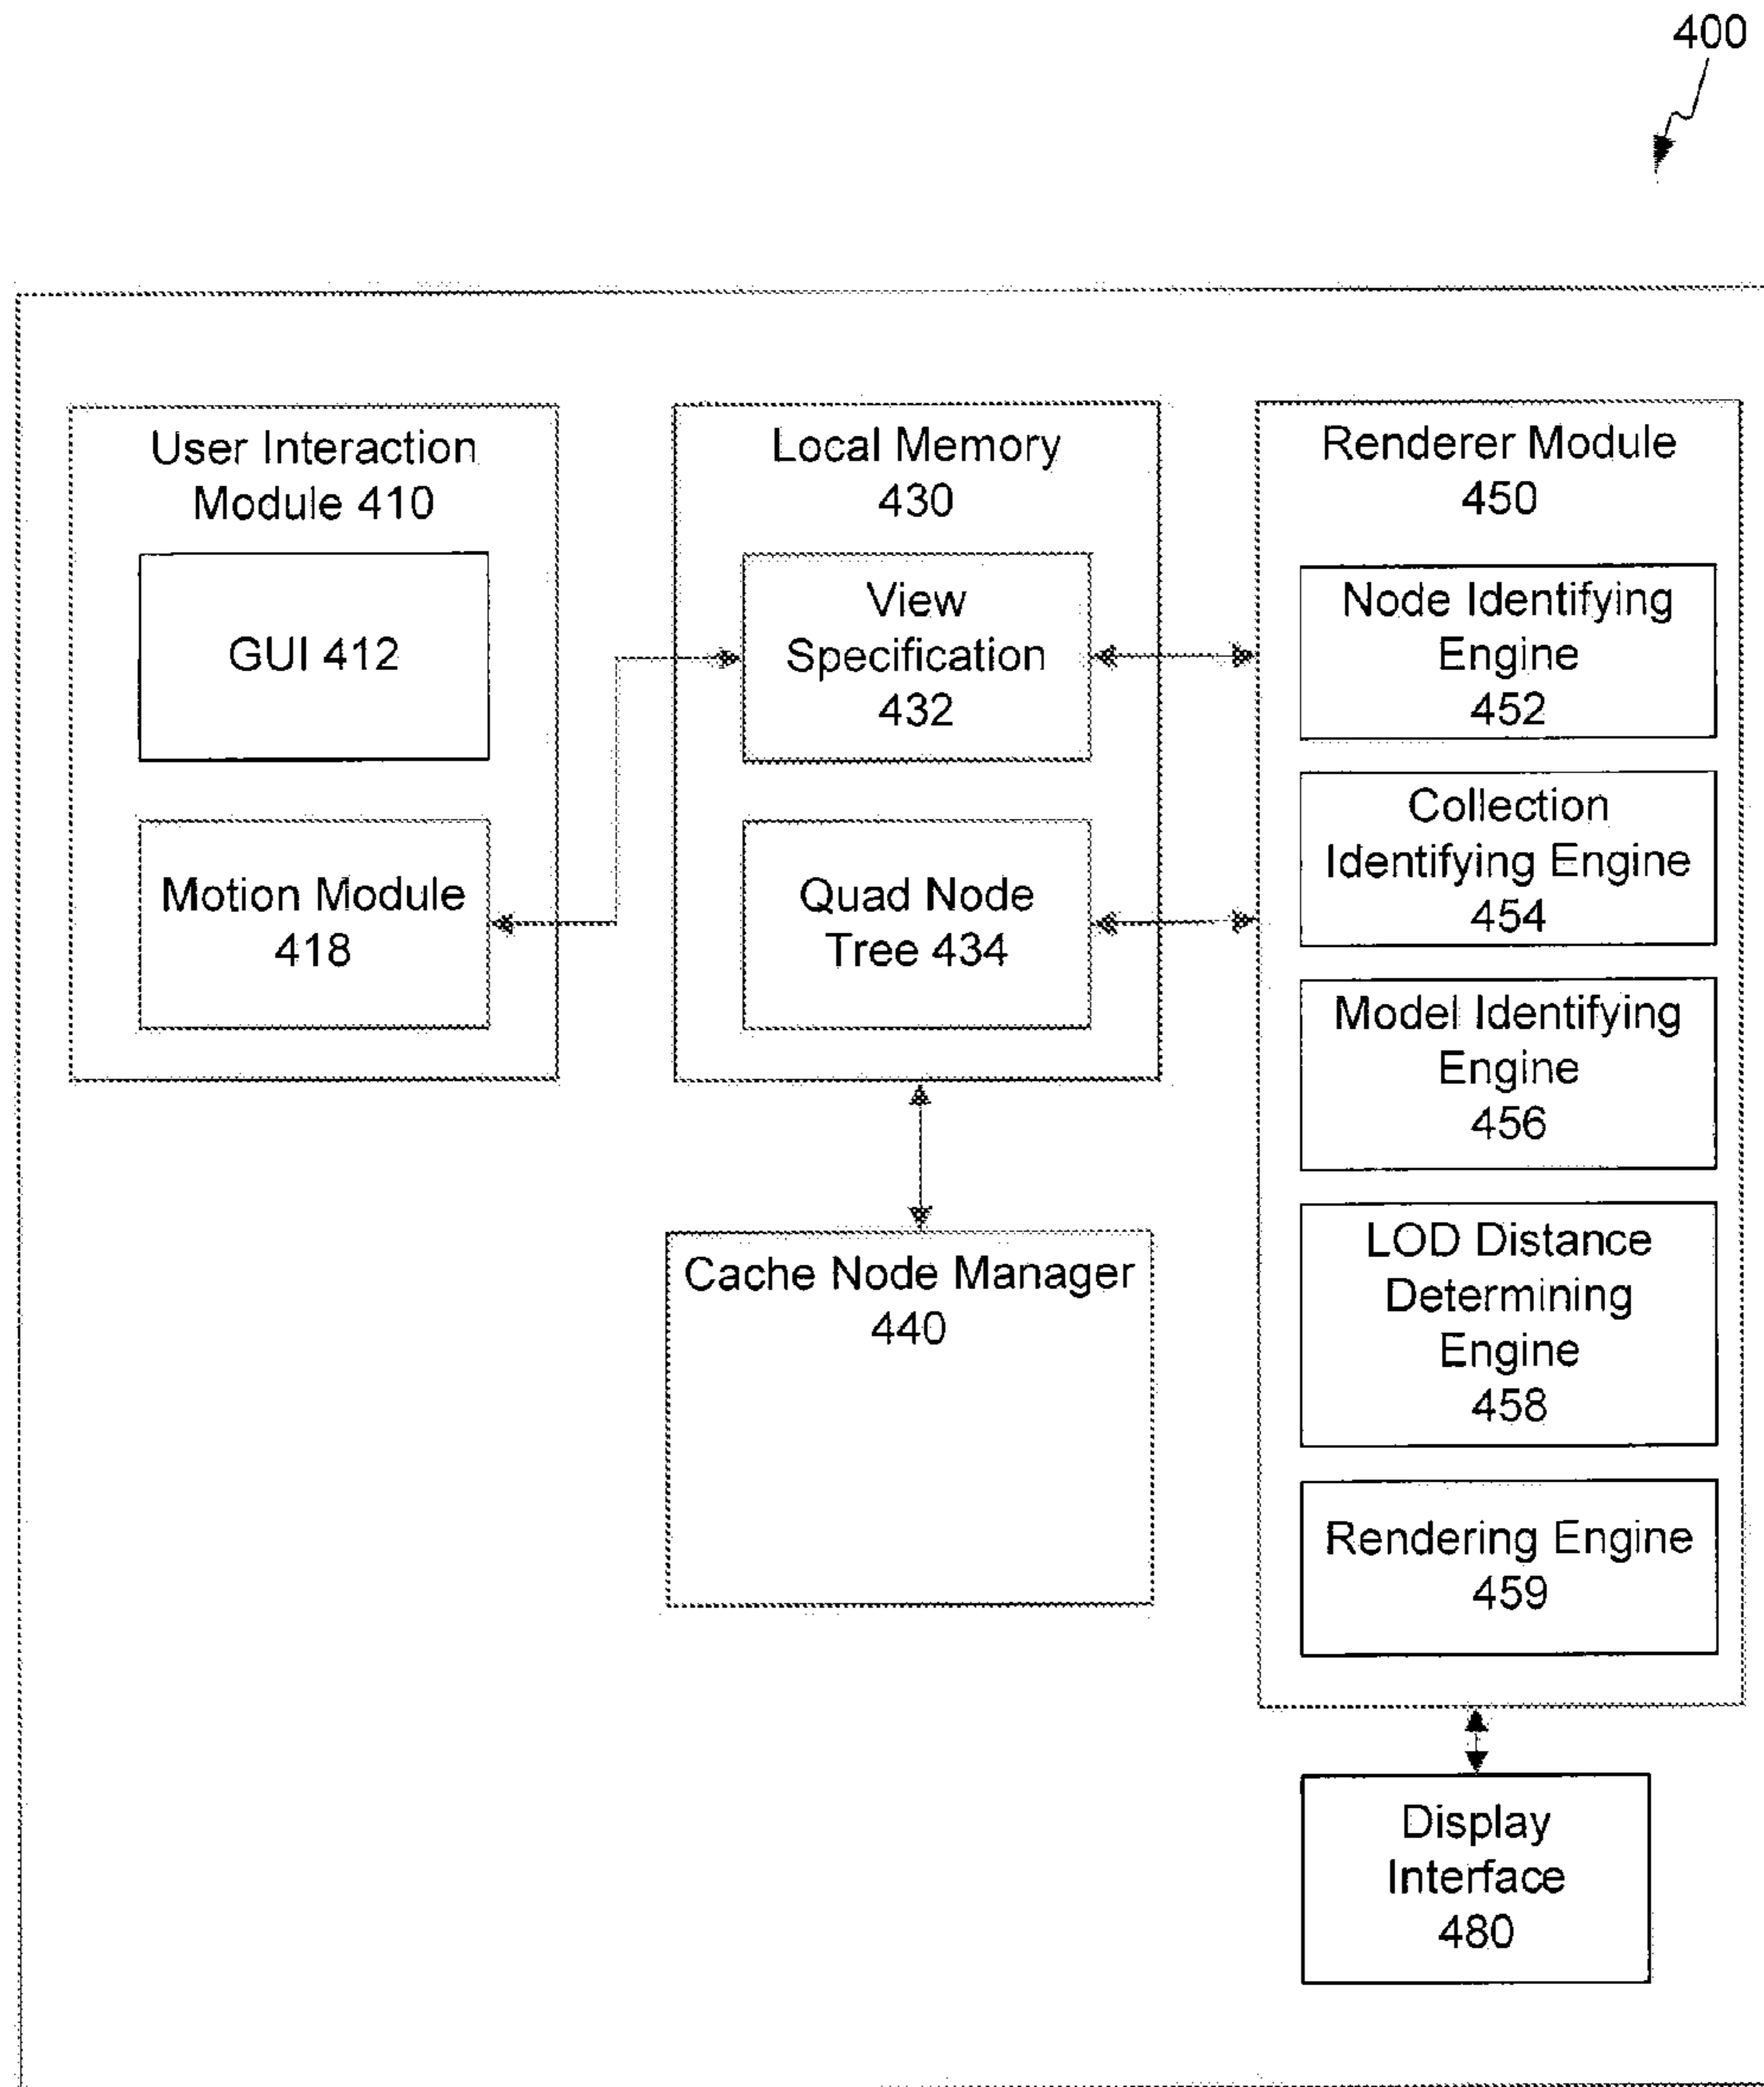 400
User Interaction
Module 410
GUI 412
Motion Module
418
Local Memory
430
View
Specification
432
Quad Node
Tree 434
Cache Node Manager
440
Renderer Module
450
Node Identifying
Engine
452
Collection
Identifying Engine
454
Model Identifying
Engine
456
LOD Distance
Determining
Engine
458
Rendering Engine
459
Display
Interface
480